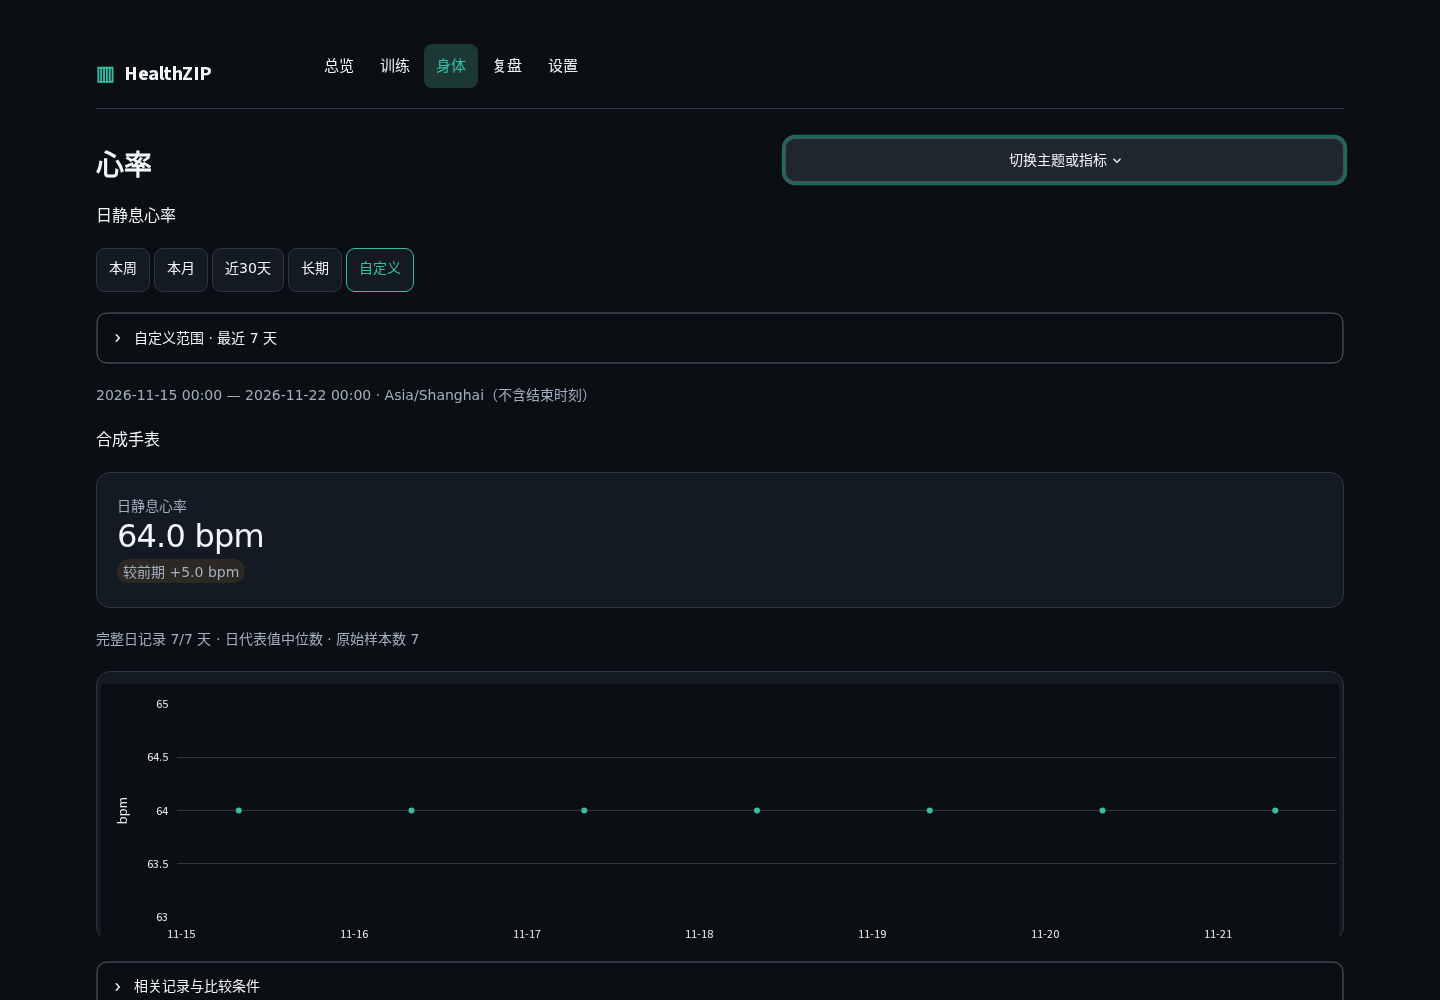 HealthZIP
总览 训练 身体 复盘 设置
心率
切换主题或指标
日静息心率
本周 本月 近30天 长期 自定义
自定义范围 · 最近 7 天
2026-11-15 00:00 — 2026-11-22 00:00 · Asia/Shanghai（不含结束时刻）
合成手表
日静息心率
64.0 bpm
较前期 +5.0 bpm
完整日记录 7/7 天 · 日代表值中位数 · 原始样本数 7
65
64.5
64
63.5
63
bpm
11-15 11-16 11-17 11-18 11-19 11-20 11-21
相关记录与比较条件